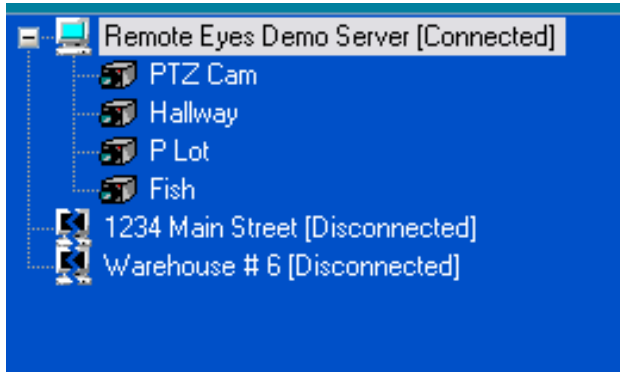 Remote Eyes Demo Server [Connected]
PTZ Cam
Hallway
P Lot
Fish
1234 Main Street [Disconnected]
Warehouse # 6 [Disconnected]